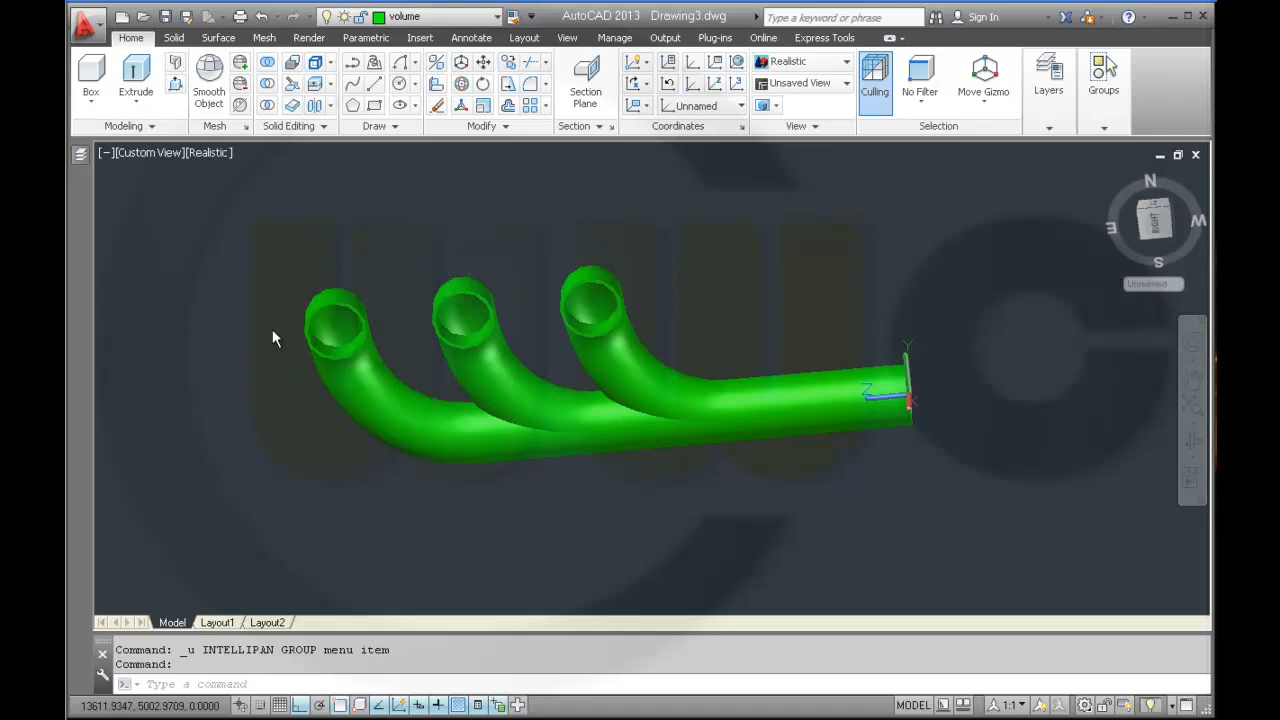 AutoCAD 2013 Drawing3.dwg
volume
Type a keyword or phrase
Sign In
Home Solid Surface Mesh Render Parametric Insert Annotate Layout View Manage Output Plug-ins Online Express Tools
Box
Extrude
Smooth
Object
Section
Plane
Realistic
Unsaved View
Unnamed
Culling
No Filter
Move Gizmo
Layers
Groups
Modeling
Mesh
Solid Editing
Draw
Modify
Section
Coordinates
View
Selection
[−][Custom View][Realistic]
N
E
W
S
RIGHT
Unnamed
Y
Z
X
Model Layout1 Layout2
Command: _u INTELLIPAN GROUP menu item
Command:
Type a command
13611.9347, 5002.9709, 0.0000
MODEL
1:1